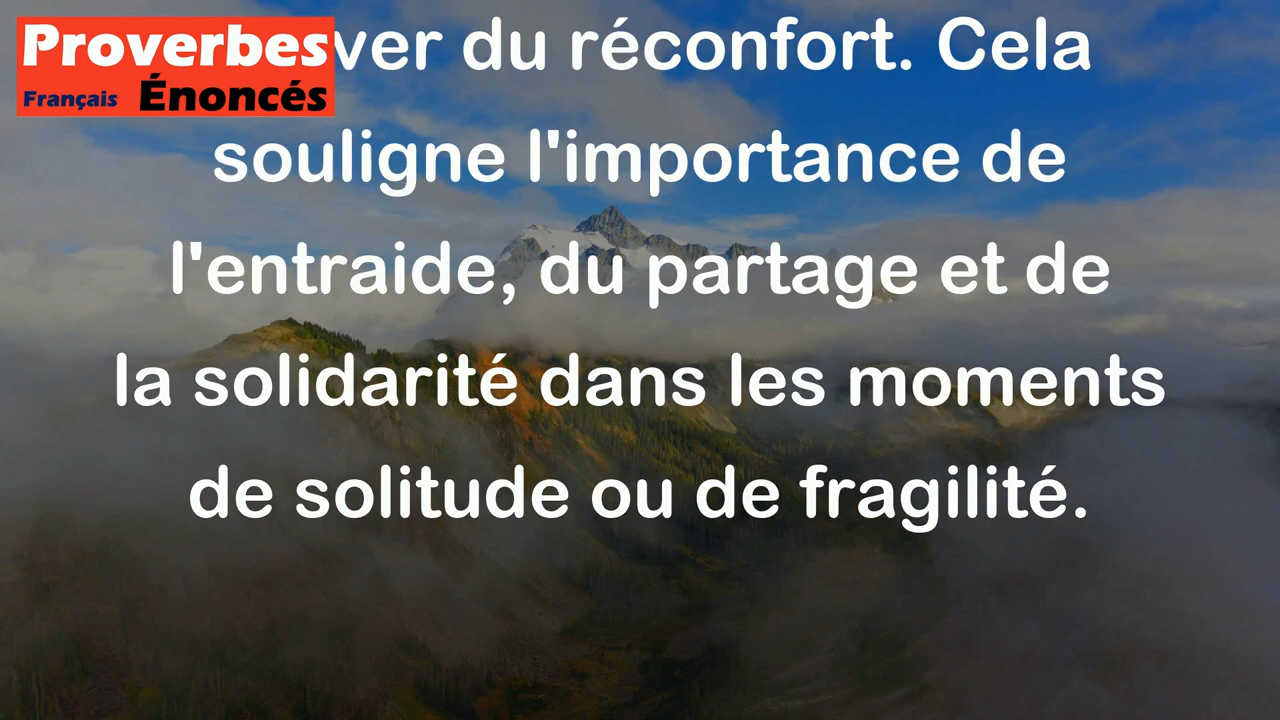 Proverbes
Français Énoncés
ver du réconfort. Cela
souligne l'importance de
l'entraide, du partage et de
la solidarité dans les moments
de solitude ou de fragilité.